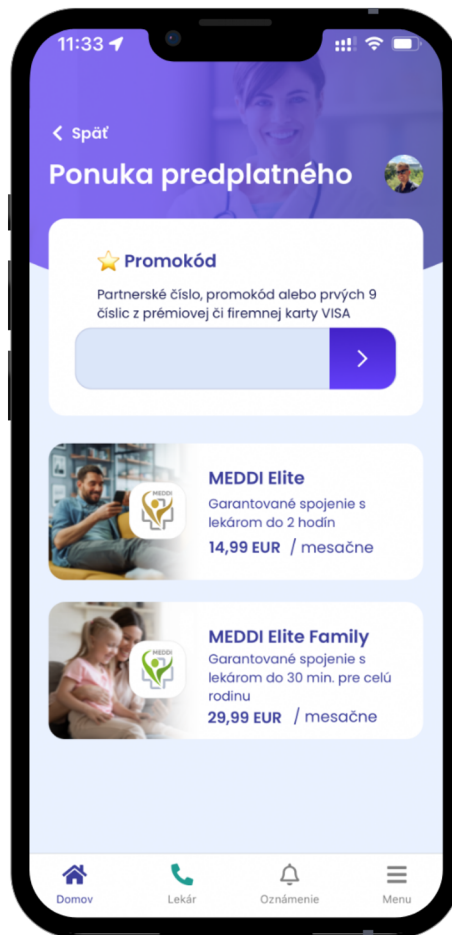 11:33
Späť
Ponuka predplatného
Promokód
Partnerské číslo, promokód alebo prvých 9
číslic z prémiovej či firemnej karty VISA
MEDDI
MEDDI Elite
Garantované spojenie s
lekárom do 2 hodín
14,99 EUR / mesačne
MEDDI
MEDDI Elite Family
Garantované spojenie s
lekárom do 30 min. pre celú
rodinu
29,99 EUR / mesačne
Domov
Lekár
Oznámenie
Menu